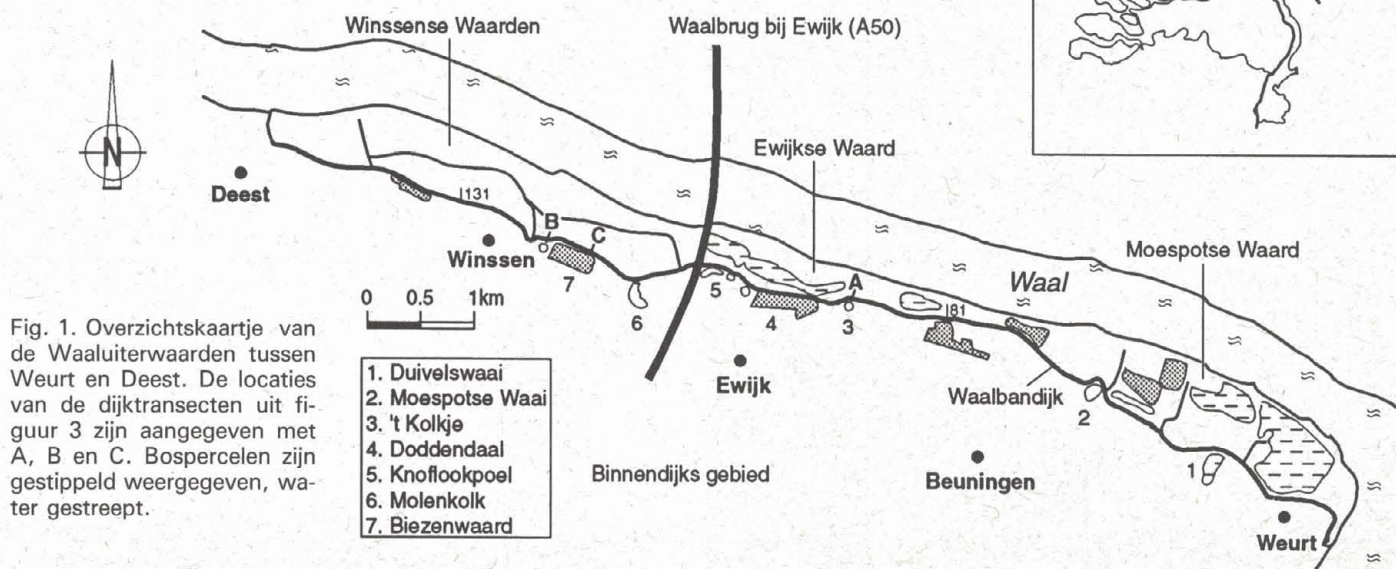 Winssense Waarden
Waalbrug bij Ewijk (A50)
Ewijkse Waard
Moespotse Waard
N
Deest
131
B
C
Winssen
7
6
5
4
A
3
81
Waal
0 0.5 1km
Ewijk
Waalbandijk
2
1
Beuningen
Binnendijks gebied
Weurt
1. Duivelswaai
2. Moespotse Waai
3. 't Kolkje
4. Doddendaal
5. Knoflookpoel
6. Molenkolk
7. Biezenwaard
Fig. 1. Overzichtskaartje van
de Waaluiterwaarden tussen
Weurt en Deest. De locaties
van de dijktransecten uit fi-
guur 3 zijn aangegeven met
A, B en C. Bospercelen zijn
gestippeld weergegeven, wa-
ter gestreept.